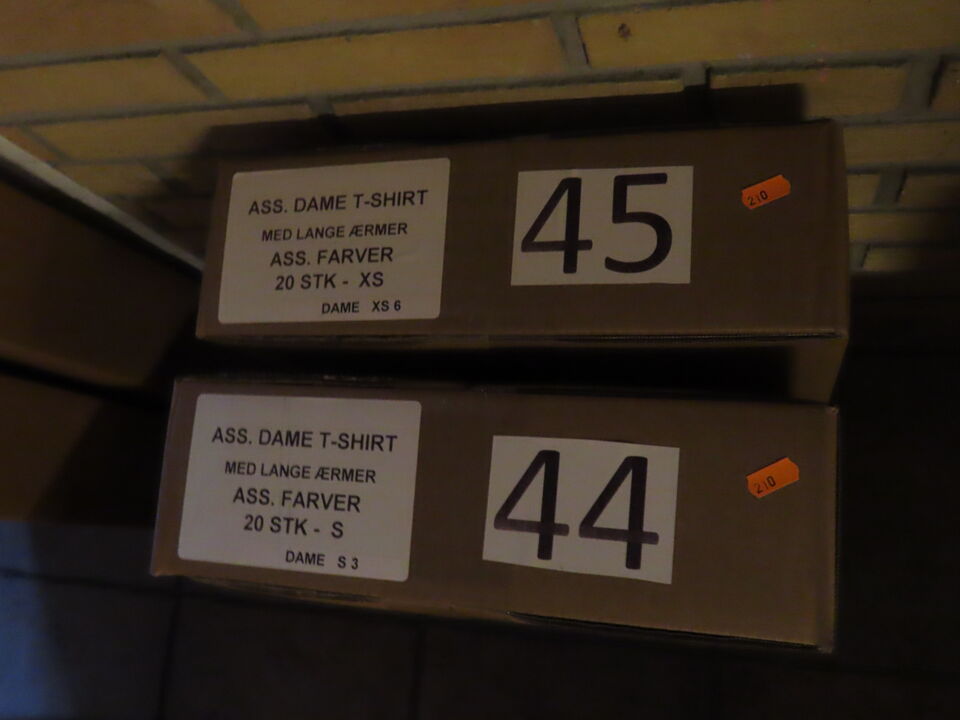 ASS. DAME T-SHIRT
MED LANGE ÆRMER
ASS. FARVER
20 STK - XS
DAME XS 6
45
210
ASS. DAME T-SHIRT
MED LANGE ÆRMER
ASS. FARVER
20 STK - S
DAME S 3
44
210